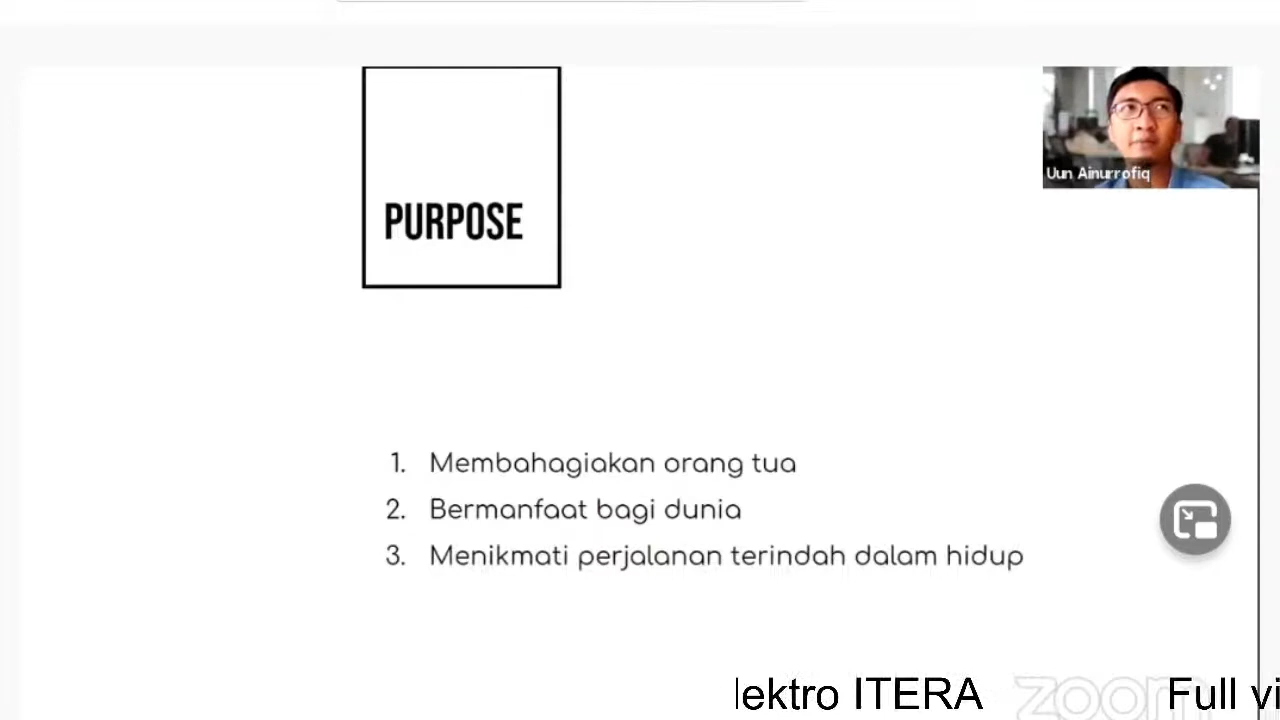 PURPOSE
Uun Ainurrofiq
1. Membahagiakan orang tua
2. Bermanfaat bagi dunia
3. Menikmati perjalanan terindah dalam hidup
lektro ITERA
zoom
Full vi